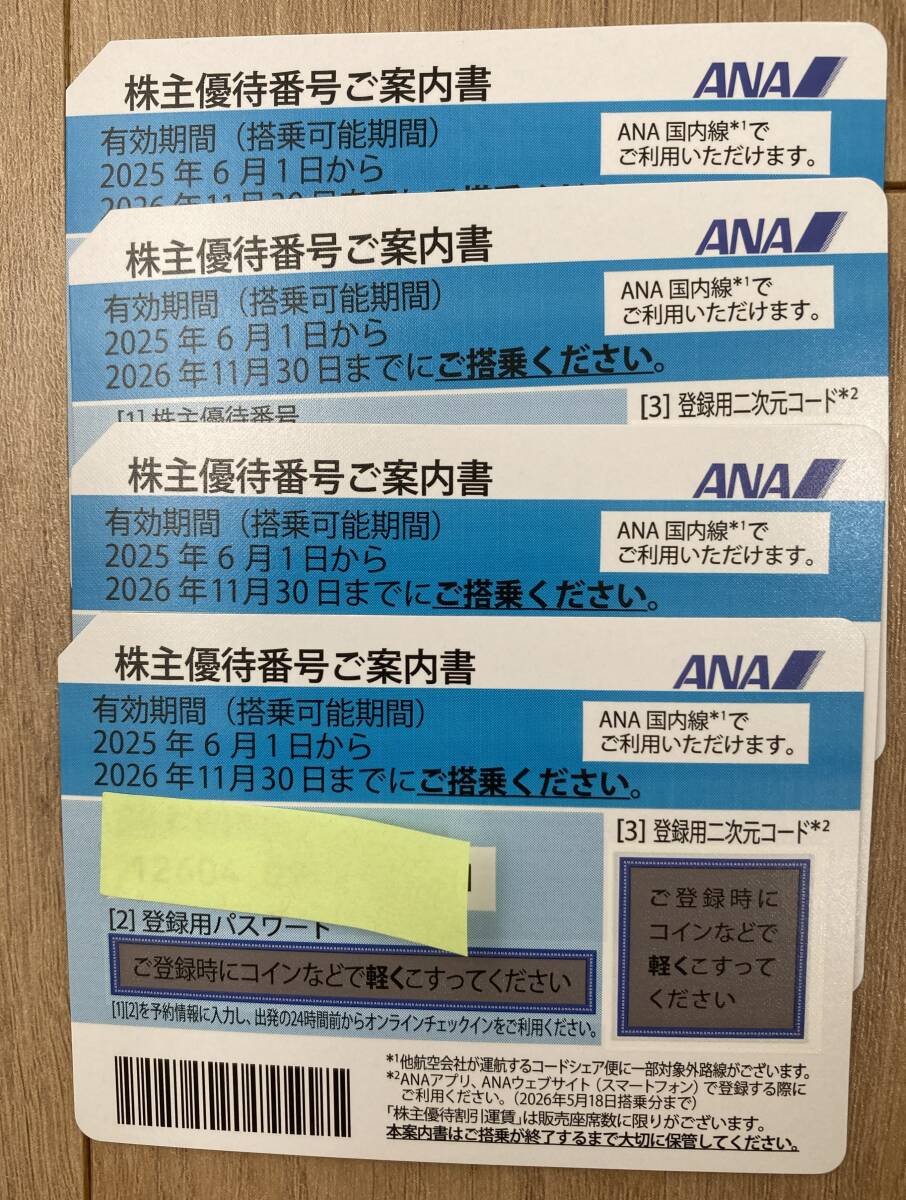 株主優待番号ご案内書
ANA
有効期間（搭乗可能期間）
2025年6月1日から
ANA国内線*1で
ご利用いただけます。
株主優待番号ご案内書
ANA
有効期間（搭乗可能期間）
2025年6月1日から
2026年11月30日までにご搭乗ください。
ANA国内線*1で
ご利用いただけます。
[1] 株主優待番号
[3] 登録用二次元コード*2
株主優待番号ご案内書
ANA
有効期間（搭乗可能期間）
2025年6月1日から
2026年11月30日までにご搭乗ください。
ANA国内線*1で
ご利用いただけます。
株主優待番号ご案内書
ANA
有効期間（搭乗可能期間）
2025年6月1日から
2026年11月30日までにご搭乗ください。
ANA国内線*1で
ご利用いただけます。
[2] 登録用パスワード
ご登録時にコインなどで軽くこすってください
[1][2]を予約情報に入力し、出発の24時間前からオンラインチェックインをご利用ください。
[3] 登録用二次元コード*2
ご登録時に
コインなどで
軽くこすって
ください
*1他航空会社が運航するコードシェア便に一部対象外路線がございます。
*2ANAアプリ、ANAウェブサイト（スマートフォン）で登録する際に
ご利用ください。（2026年5月18日搭乗分まで）
「株主優待割引運賃」は販売座席数に限りがございます。
本案内書はご搭乗が終了するまで大切に保管してください。